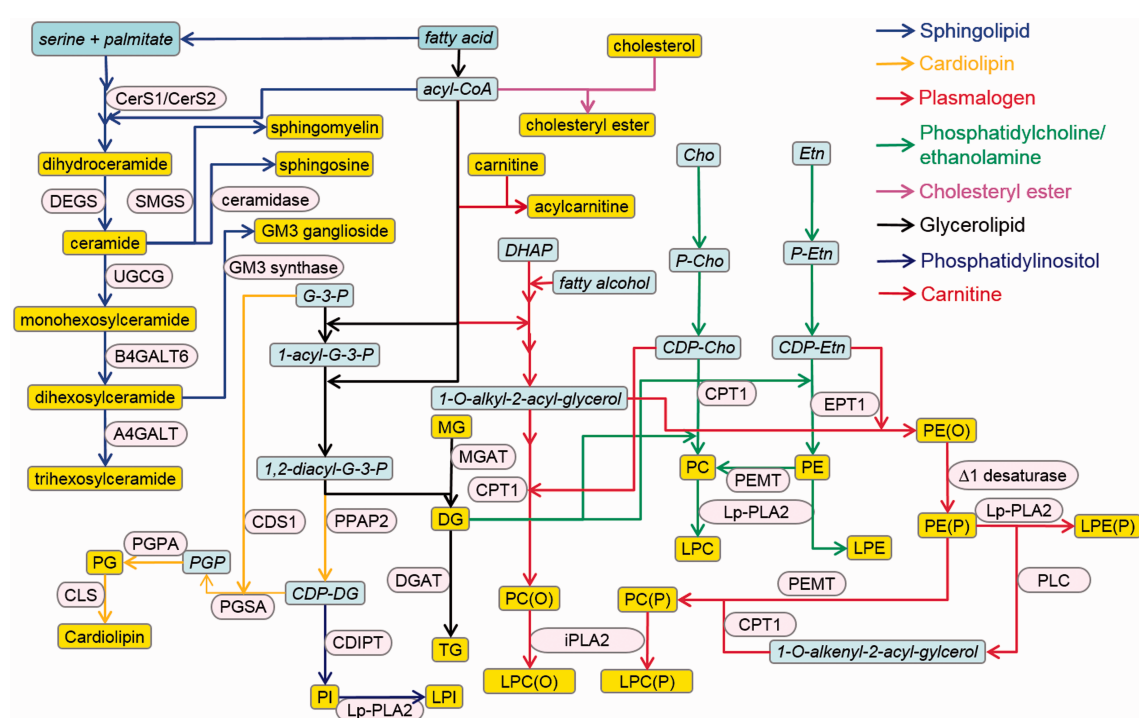 serine + palmitate
fatty acid
cholesterol
Sphingolipid
Cardiolipin
Plasmalogen
Phosphatidylcholine/
ethanolamine
Cholesteryl ester
Glycerolipid
Phosphatidylinositol
Carnitine
acyl-CoA
CerS1/CerS2
cholesteryl ester
sphingomyelin
dihydroceramide
sphingosine
carnitine
Cho
Etn
DEGS
SMGS
ceramidase
acylcarnitine
ceramide
GM3 ganglioside
DHAP
P-Cho
P-Etn
UGCG
GM3 synthase
fatty alcohol
G-3-P
monohexosylceramide
1-acyl-G-3-P
CDP-Cho
CDP-Etn
B4GALT6
dihexosylceramide
1-O-alkyl-2-acyl-glycerol
CPT1
EPT1
A4GALT
MG
PE(O)
MGAT
trihexosylceramide
1,2-diacyl-G-3-P
PC
PE
PEMT
Δ1 desaturase
CPT1
CDS1
PPAP2
DG
Lp-PLA2
PE(P)
Lp-PLA2
LPE(P)
PGPA
LPC
LPE
PG
PGP
DGAT
PEMT
PLC
CLS
PGSA
CDP-DG
PC(O)
PC(P)
CPT1
Cardiolipin
CDIPT
TG
iPLA2
1-O-alkenyl-2-acyl-gylcerol
LPC(O)
LPC(P)
PI
LPI
Lp-PLA2